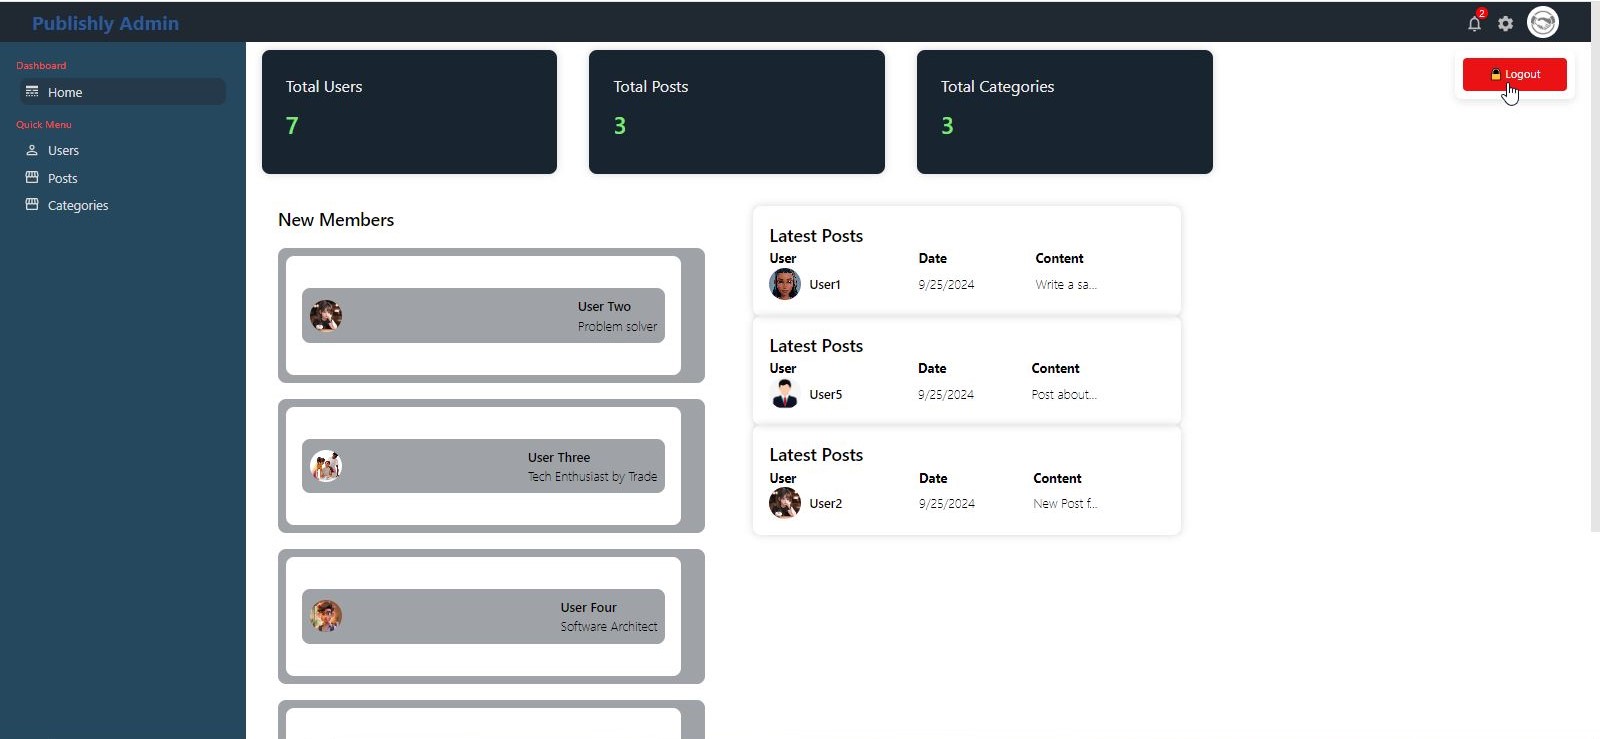 Publishly Admin
2
Dashboard
Home
Quick Menu
Users
Posts
Categories
Total Users
7
Total Posts
3
Total Categories
3
Logout
New Members
User Two
Problem solver
User Three
Tech Enthusiast by Trade
User Four
Software Architect
Latest Posts
User Date Content
User1 9/25/2024 Write a sa...
Latest Posts
User Date Content
User5 9/25/2024 Post about...
Latest Posts
User Date Content
User2 9/25/2024 New Post f...